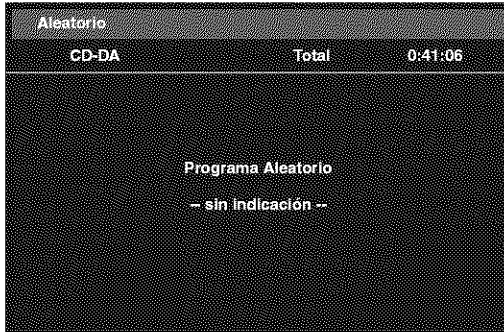 Aleatorio
CD-DA Total 0:41:06
Programa Aleatorio
-- sin indicación --